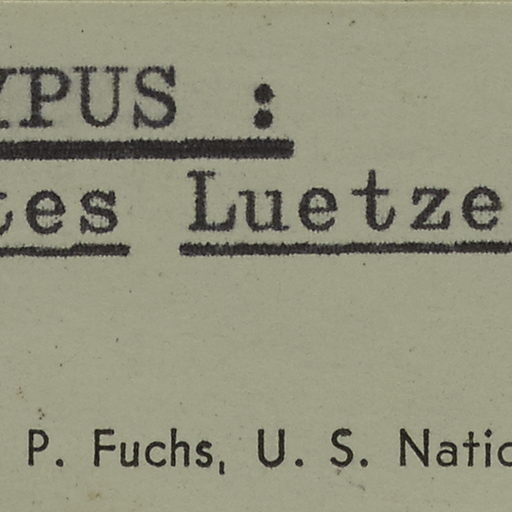 YPUS :
tes Luetze
P. Fuchs, U. S. Natio